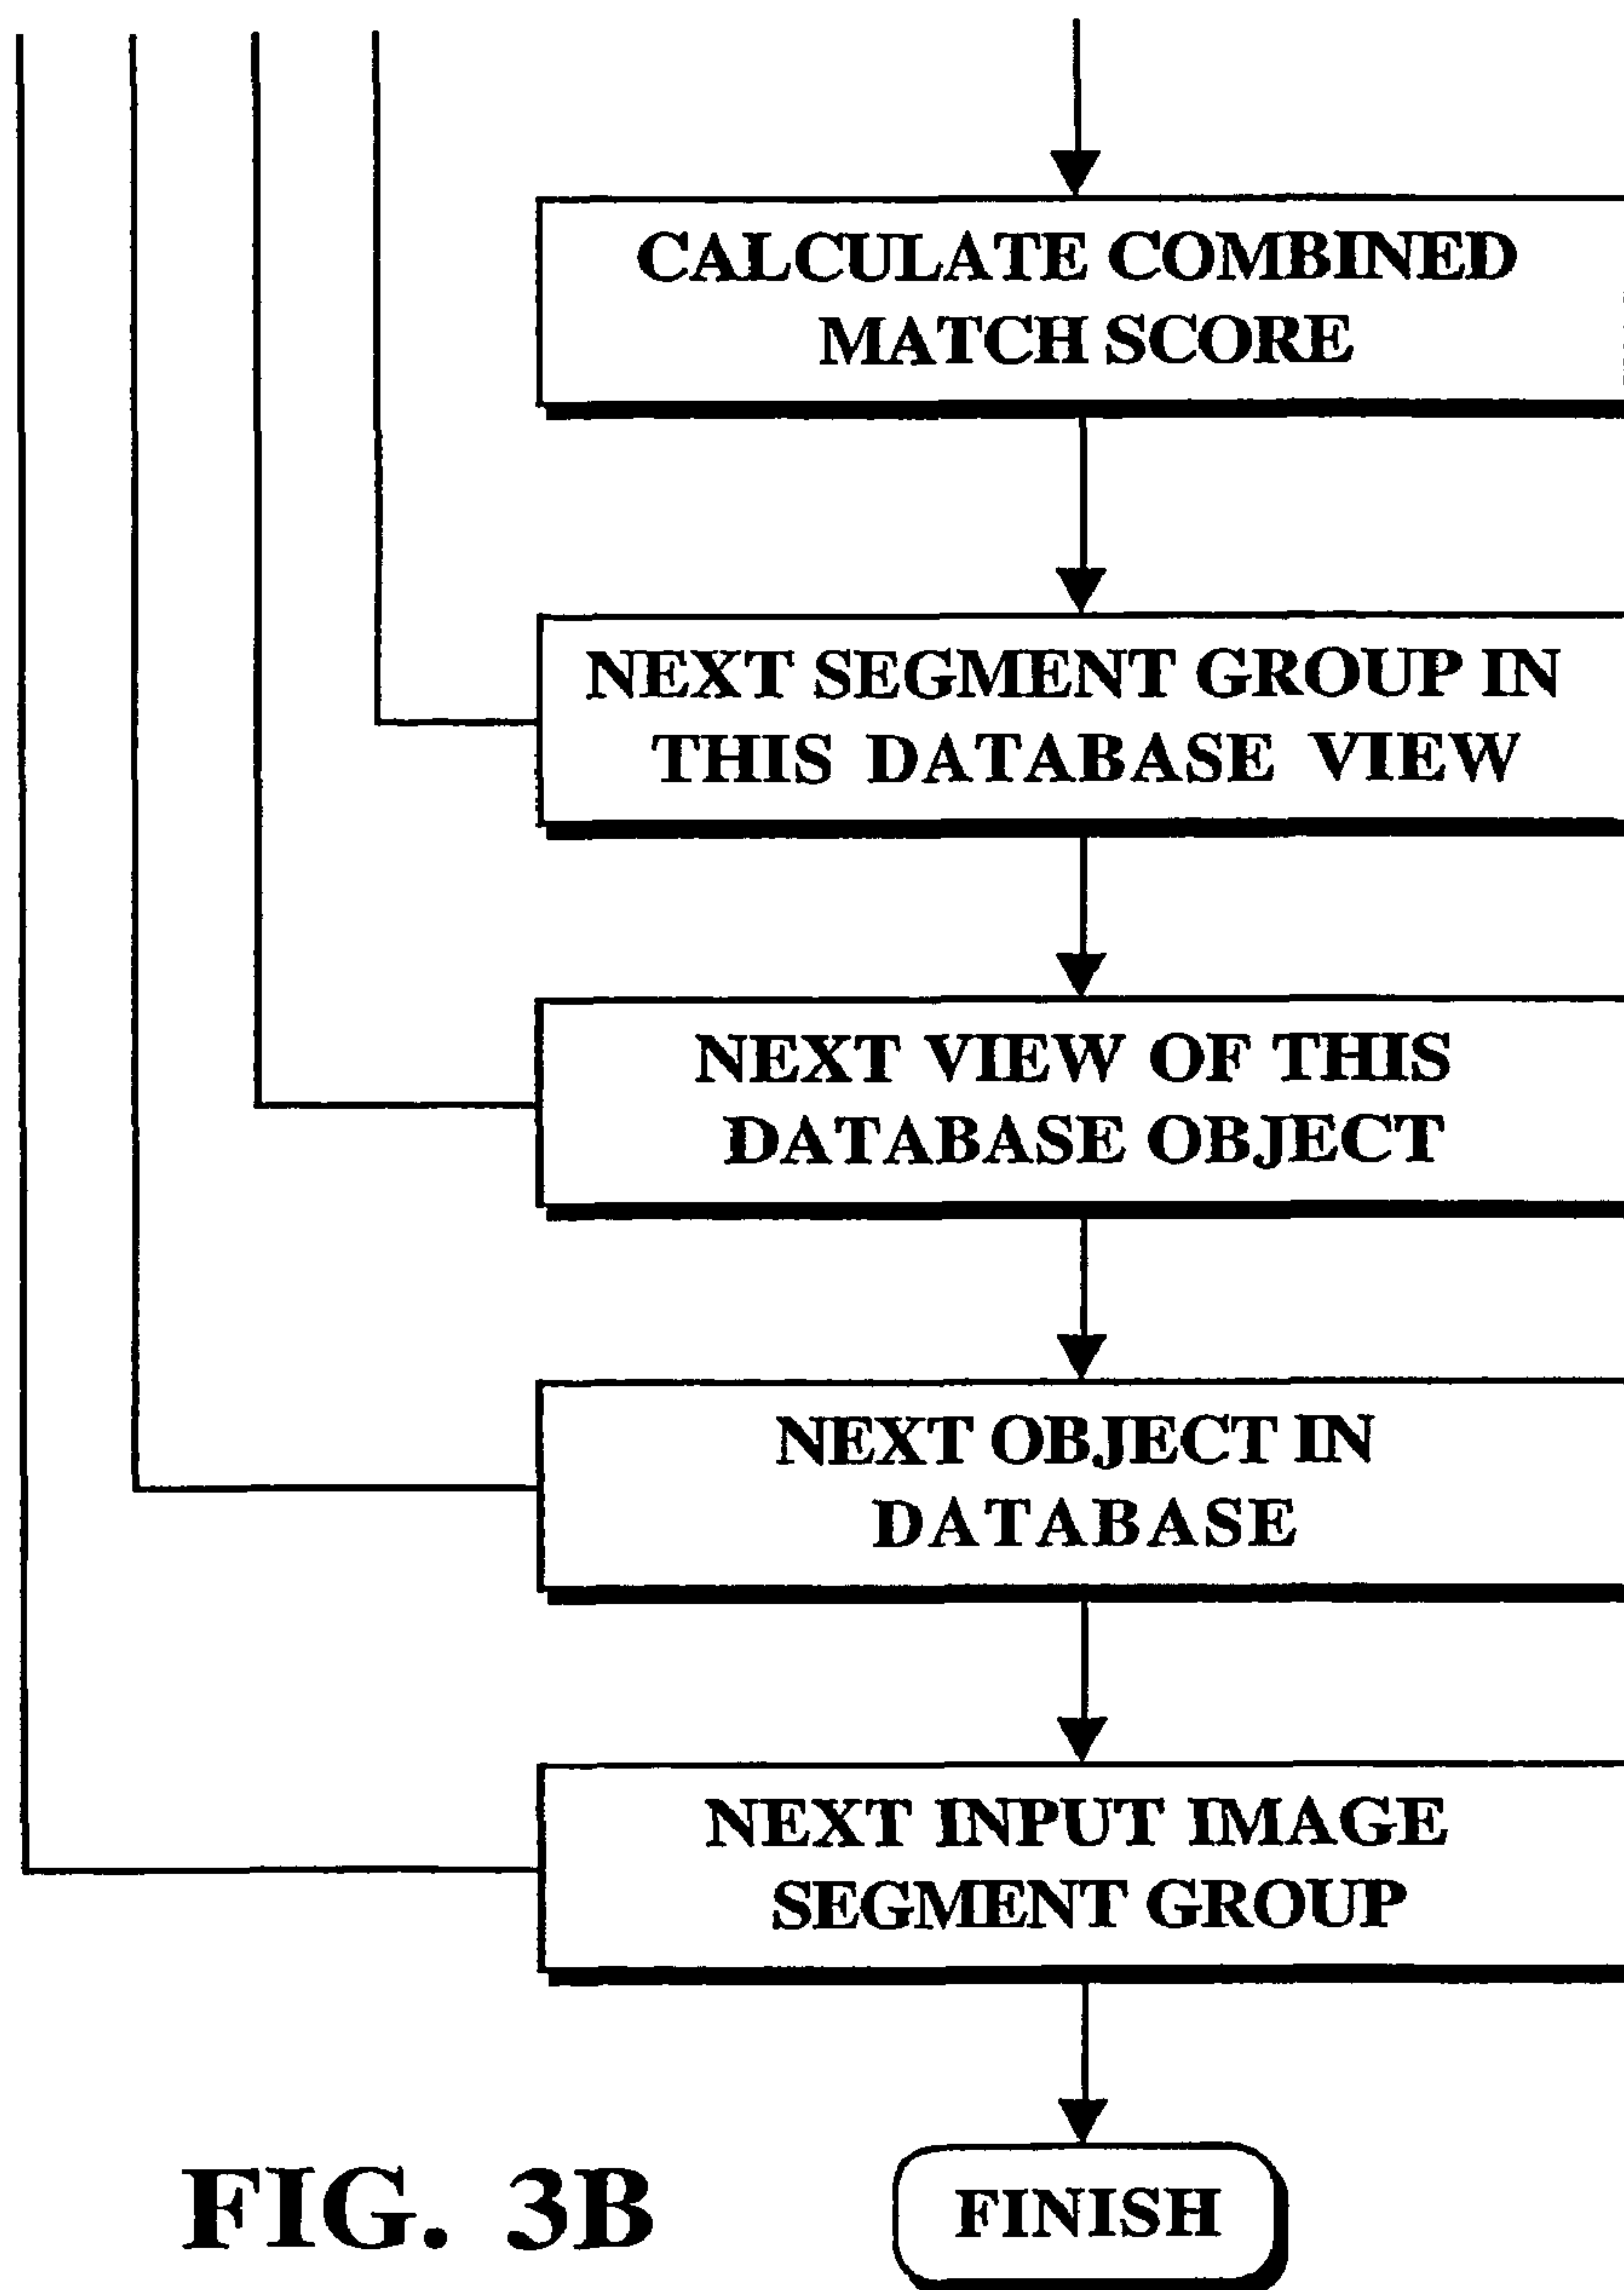 CALCULATE COMBINED
MATCH SCORE
NEXT SEGMENT GROUP IN
THIS DATABASE VIEW
NEXT VIEW OF THIS
DATABASE OBJECT
NEXT OBJECT IN
DATABASE
NEXT INPUT IMAGE
SEGMENT GROUP
FINISH
FIG. 3B